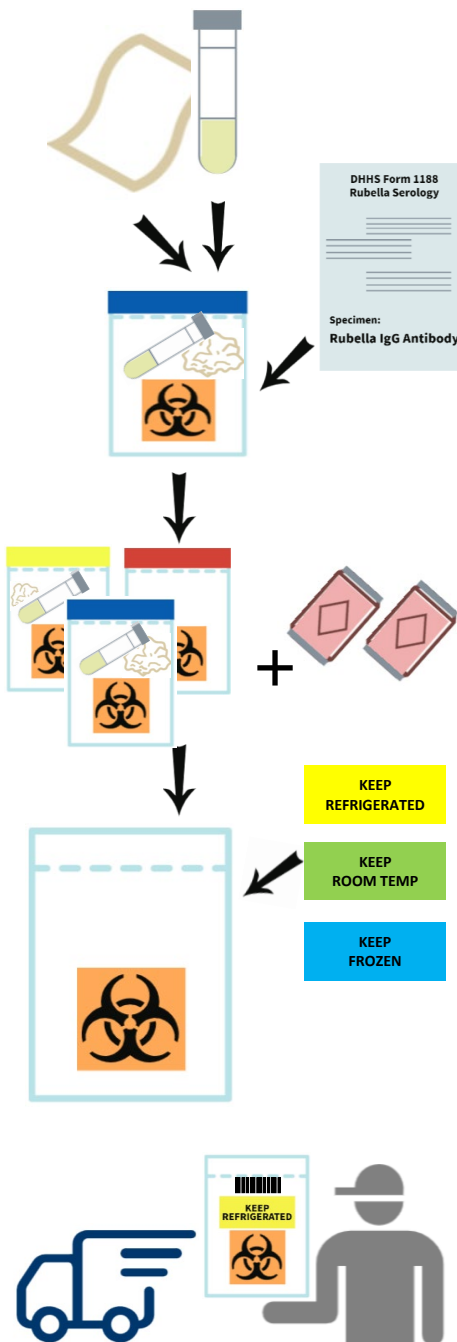 DHHS Form 1188
Rubella Serology
Specimen:
Rubella IgG Antibody
KEEP
REFRIGERATED
KEEP
ROOM TEMP
KEEP
FROZEN
KEEP
REFRIGERATED